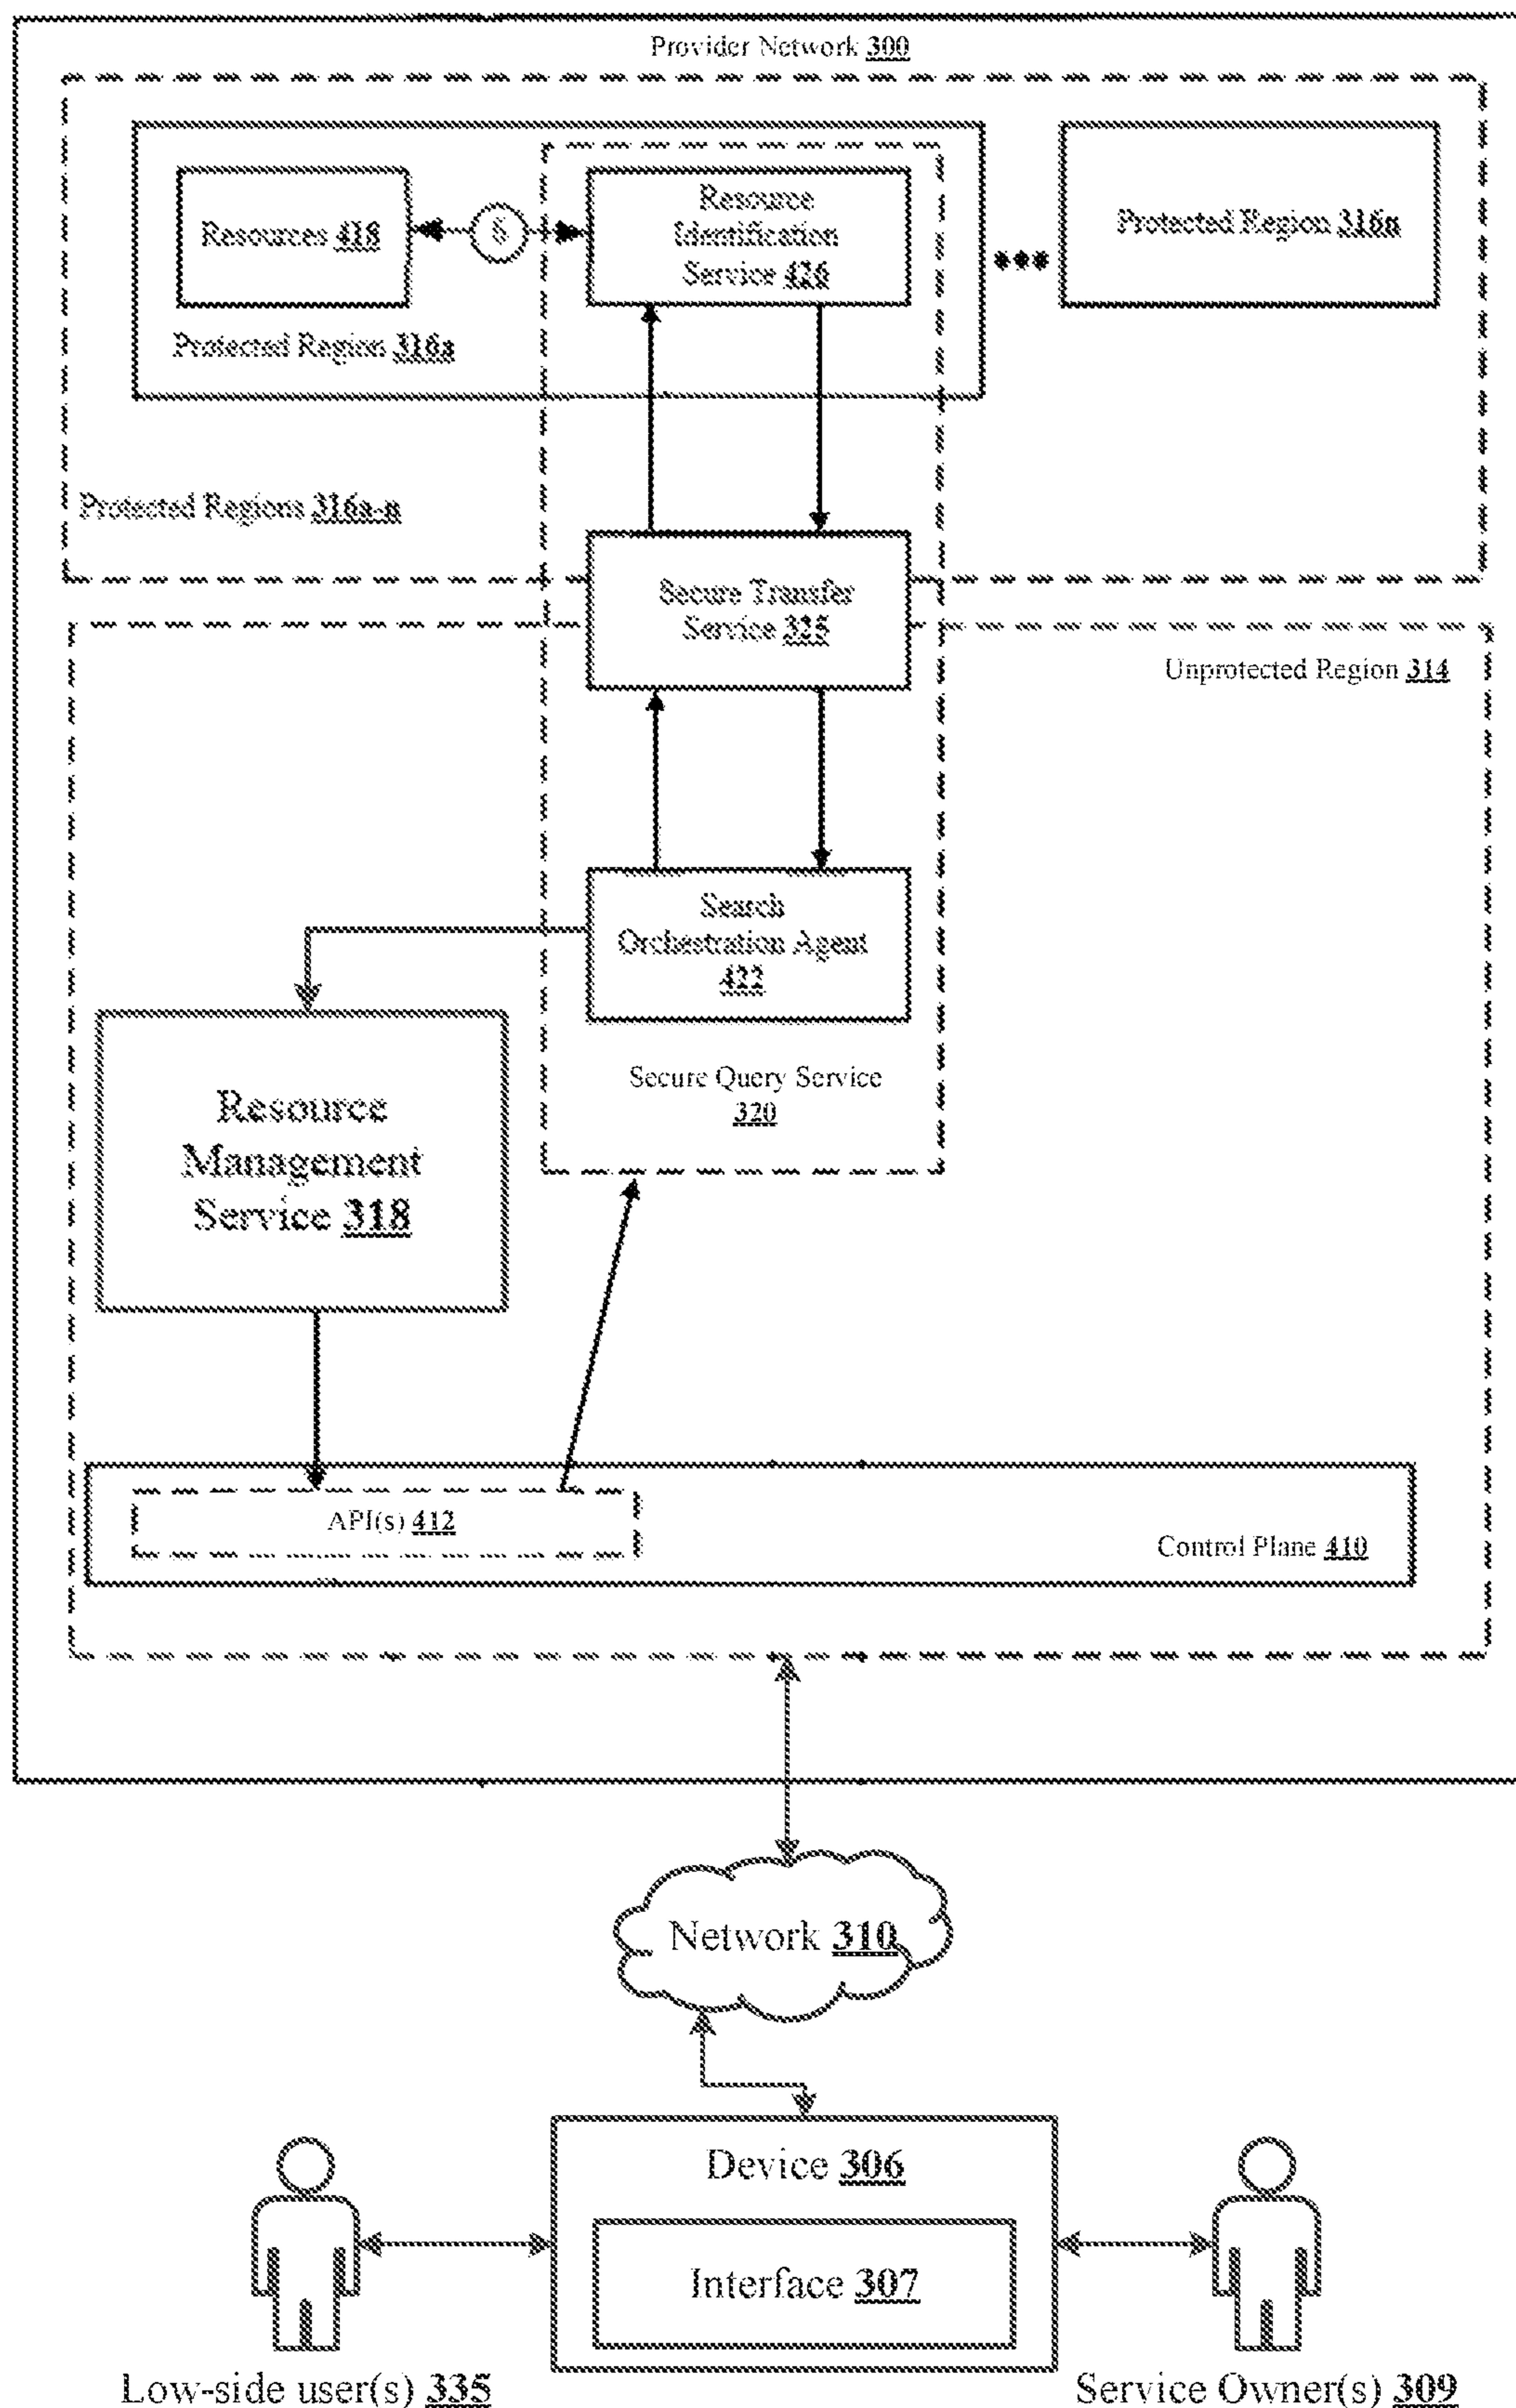 Provider Network 300
Resources 418
Resource
Identification
Service 426
Protected Region 316n
Protected Region 316a
Protected Regions 316a-n
Secure Transfer
Service 325
Unprotected Region 314
Search
Orchestration Agent
422
Secure Query Service
320
Resource
Management
Service 318
API(s) 412
Control Plane 410
Network 310
Device 306
Interface 307
Low-side user(s) 335
Service Owner(s) 309